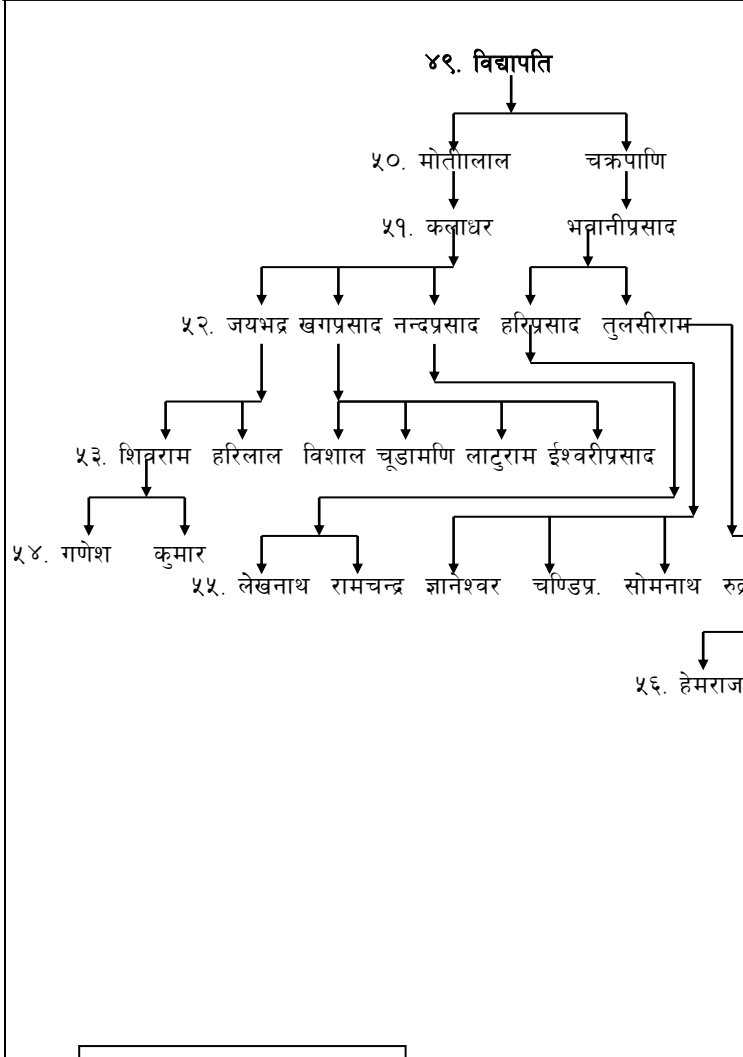 ४९. विद्यापति
५०. मोतीालाल चक्रपाणि
५१. कलाधर भवानीप्रसाद
५२. जयभद्र खगप्रसाद नन्दप्रसाद हरिप्रसाद तुलसीराम
५३. शिवराम हरिलाल विशाल चूडामणि लाटुराम ईश्वरीप्रसाद
५४. गणेश कुमार
५५. लेखनाथ रामचन्द्र ज्ञानेश्वर चण्डिप्र. सोमनाथ
५६. हेमराज